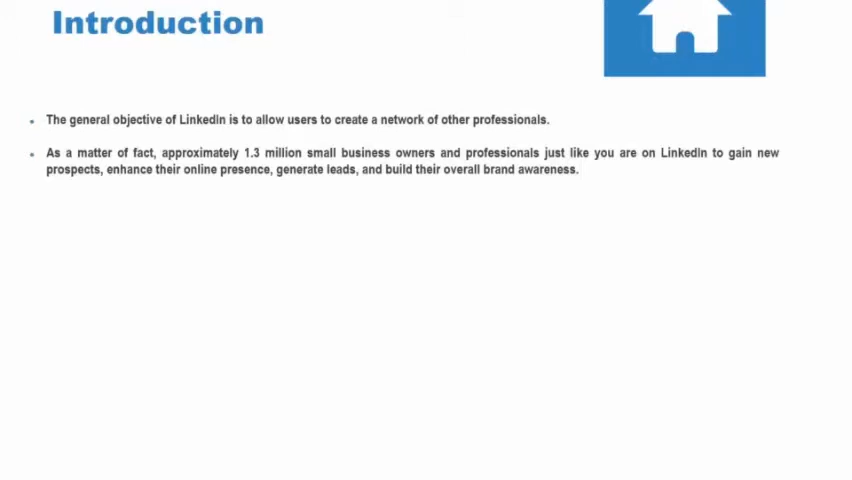 Introduction
The general objective of LinkedIn is to allow users to create a network of other professionals.
As a matter of fact, approximately 1.3 million small business owners and professionals just like you are on LinkedIn to gain new
prospects, enhance their online presence, generate leads, and build their overall brand awareness.